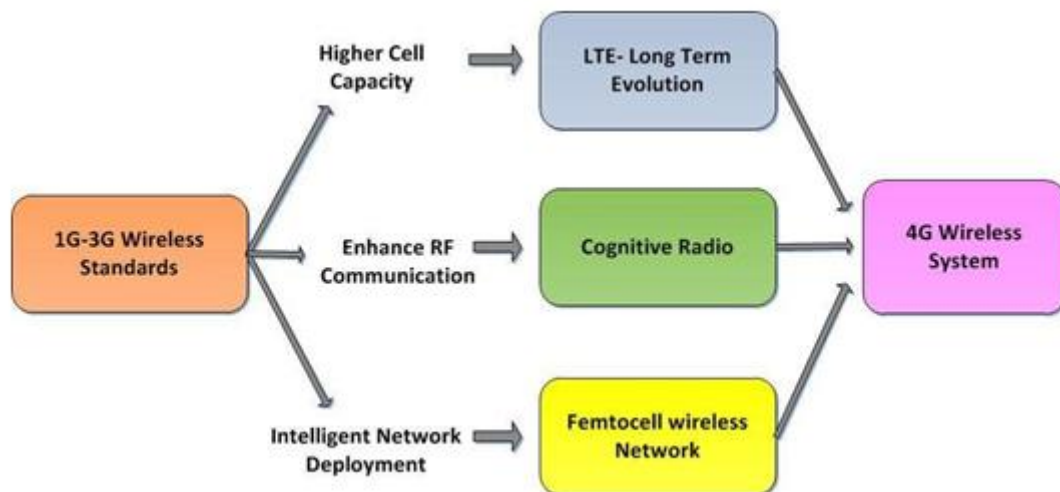 Higher Cell
Capacity
LTE- Long Term
Evolution
1G-3G Wireless
Standards
Enhance RF
Communication
Cognitive Radio
4G Wireless
System
Intelligent Network
Deployment
Femtocell wireless
Network